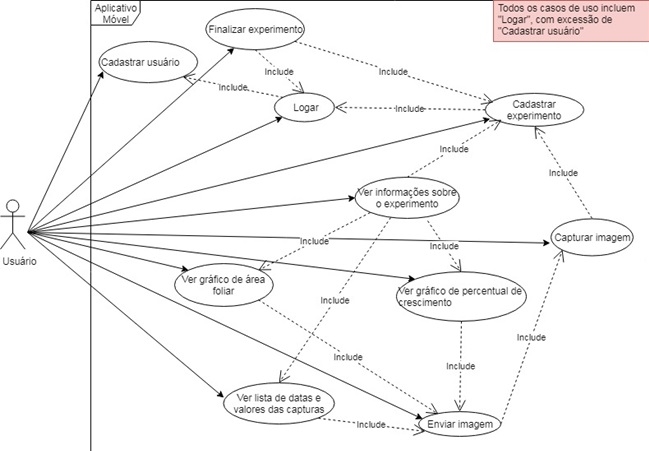 Aplicativo
Móvel
Todos os casos de uso incluem
"Logar", com excessão de
"Cadastrar usuário"
Finalizar experimento
Cadastrar usuário
Include
Include
Include
Logar
Include
Cadastrar
experimento
Include
Include
Ver informações sobre
o experimento
Usuário
Capturar imagem
Include
Include
Ver gráfico de área
foliar
Ver gráfico de percentual de
crescimento
Include
Include
Include
Include
Ver lista de datas e
valores das capturas
Include
Enviar imagem